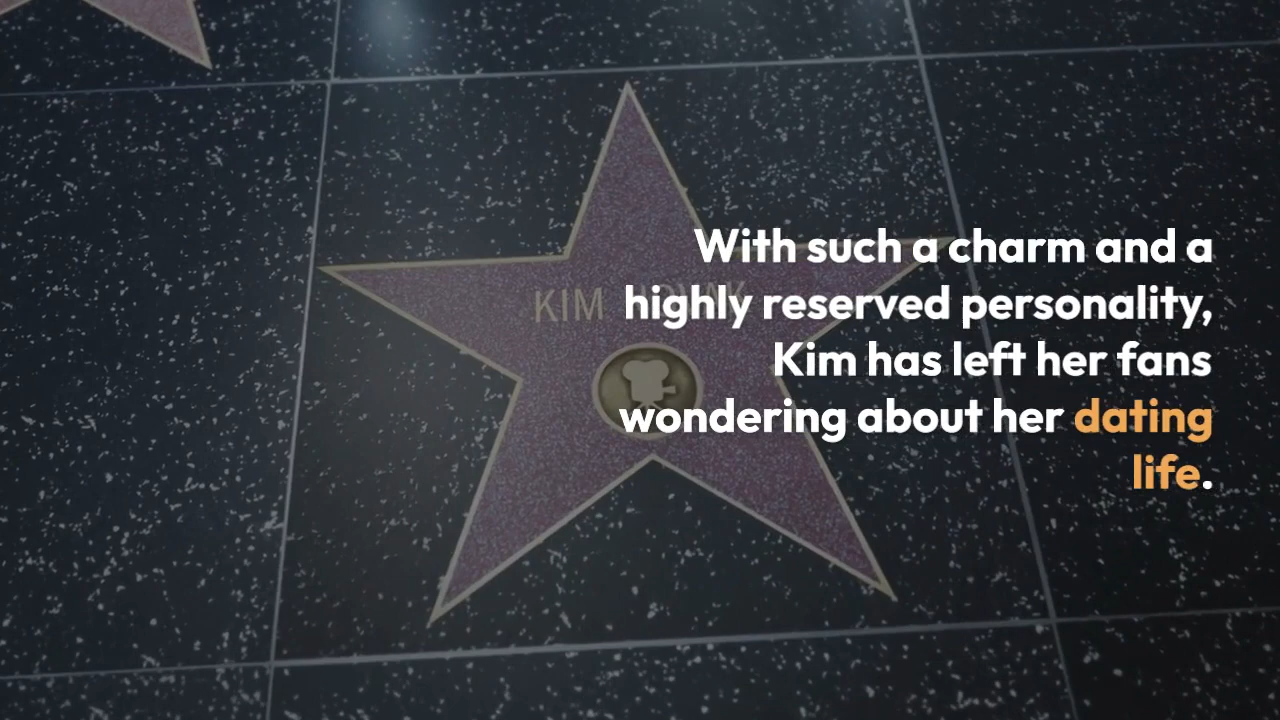 KIM
With such a charm and a
highly reserved personality,
Kim has left her fans
wondering about her dating
life.